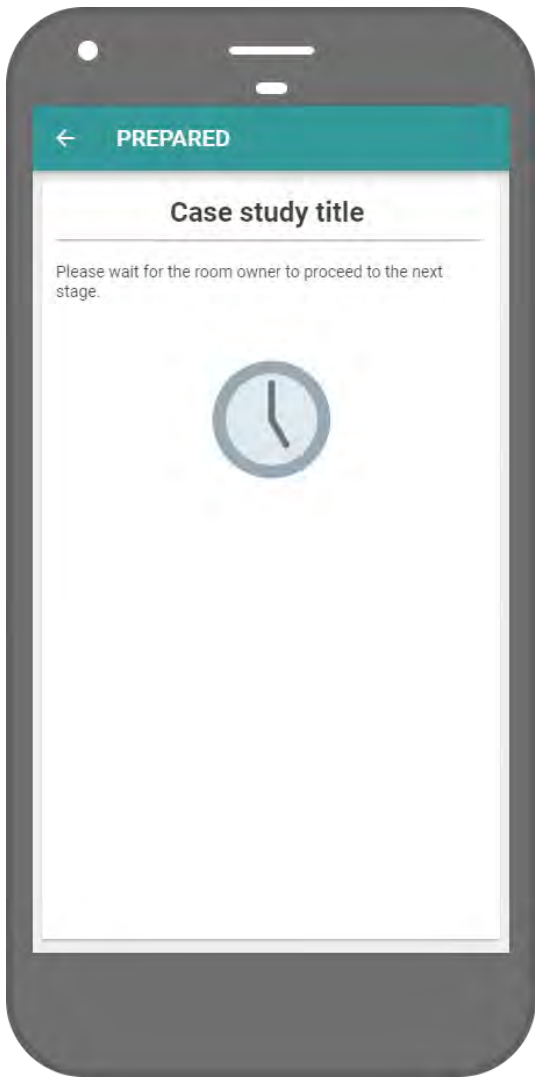 PREPARED
Case study title
Please wait for the room owner to proceed to the next
stage.